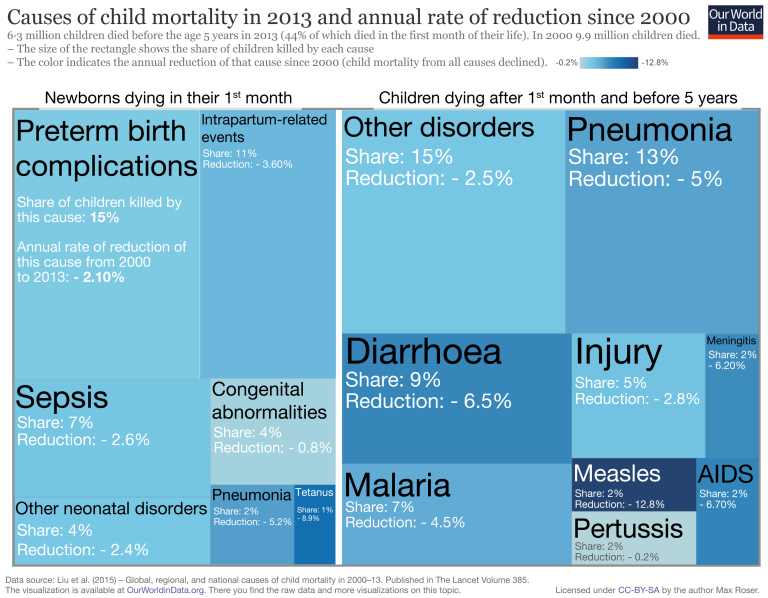 Causes of child mortality in 2013 and annual rate of reduction since 2000
Our World
in Data
6·3 million children died before the age 5 years in 2013 (44% of which died in the first month of their life). In 2000 9.9 million children died.
– The size of the rectangle shows the share of children killed by each cause
– The color indicates the annual reduction of that cause since 2000 (child mortality from all causes declined).
-0.2%
-12.8%
Newborns dying in their 1st month
Children dying after 1st month and before 5 years
Preterm birth
complications
Share of children killed by
this cause: 15%
Annual rate of reduction of
this cause from 2000
to 2013: - 2.10%
Intrapartum-related
events
Share: 11%
Reduction: - 3.60%
Sepsis
Share: 7%
Reduction: - 2.6%
Congenital
abnormalities
Share: 4%
Reduction: - 0.8%
Other neonatal disorders
Share: 4%
Reduction: - 2.4%
Pneumonia
Share: 2%
Reduction: - 5.2%
Tetanus
Share: 1%
- 8.9%
Other disorders
Share: 15%
Reduction: - 2.5%
Pneumonia
Share: 13%
Reduction: - 5%
Diarrhoea
Share: 9%
Reduction: - 6.5%
Injury
Share: 5%
Reduction: - 2.8%
Meningitis
Share: 2%
- 6.20%
Malaria
Share: 7%
Reduction: - 4.5%
Measles
Share: 2%
Reduction: - 12.8%
AIDS
Share: 2%
- 6.70%
Pertussis
Share: 2%
Reduction: - 0.2%
Data source: Liu et al. (2015) – Global, regional, and national causes of child mortality in 2000–13. Published in The Lancet Volume 385.
The visualization is available at OurWorldinData.org. There you find the raw data and more visualizations on this topic.
Licensed under CC-BY-SA by the author Max Roser.